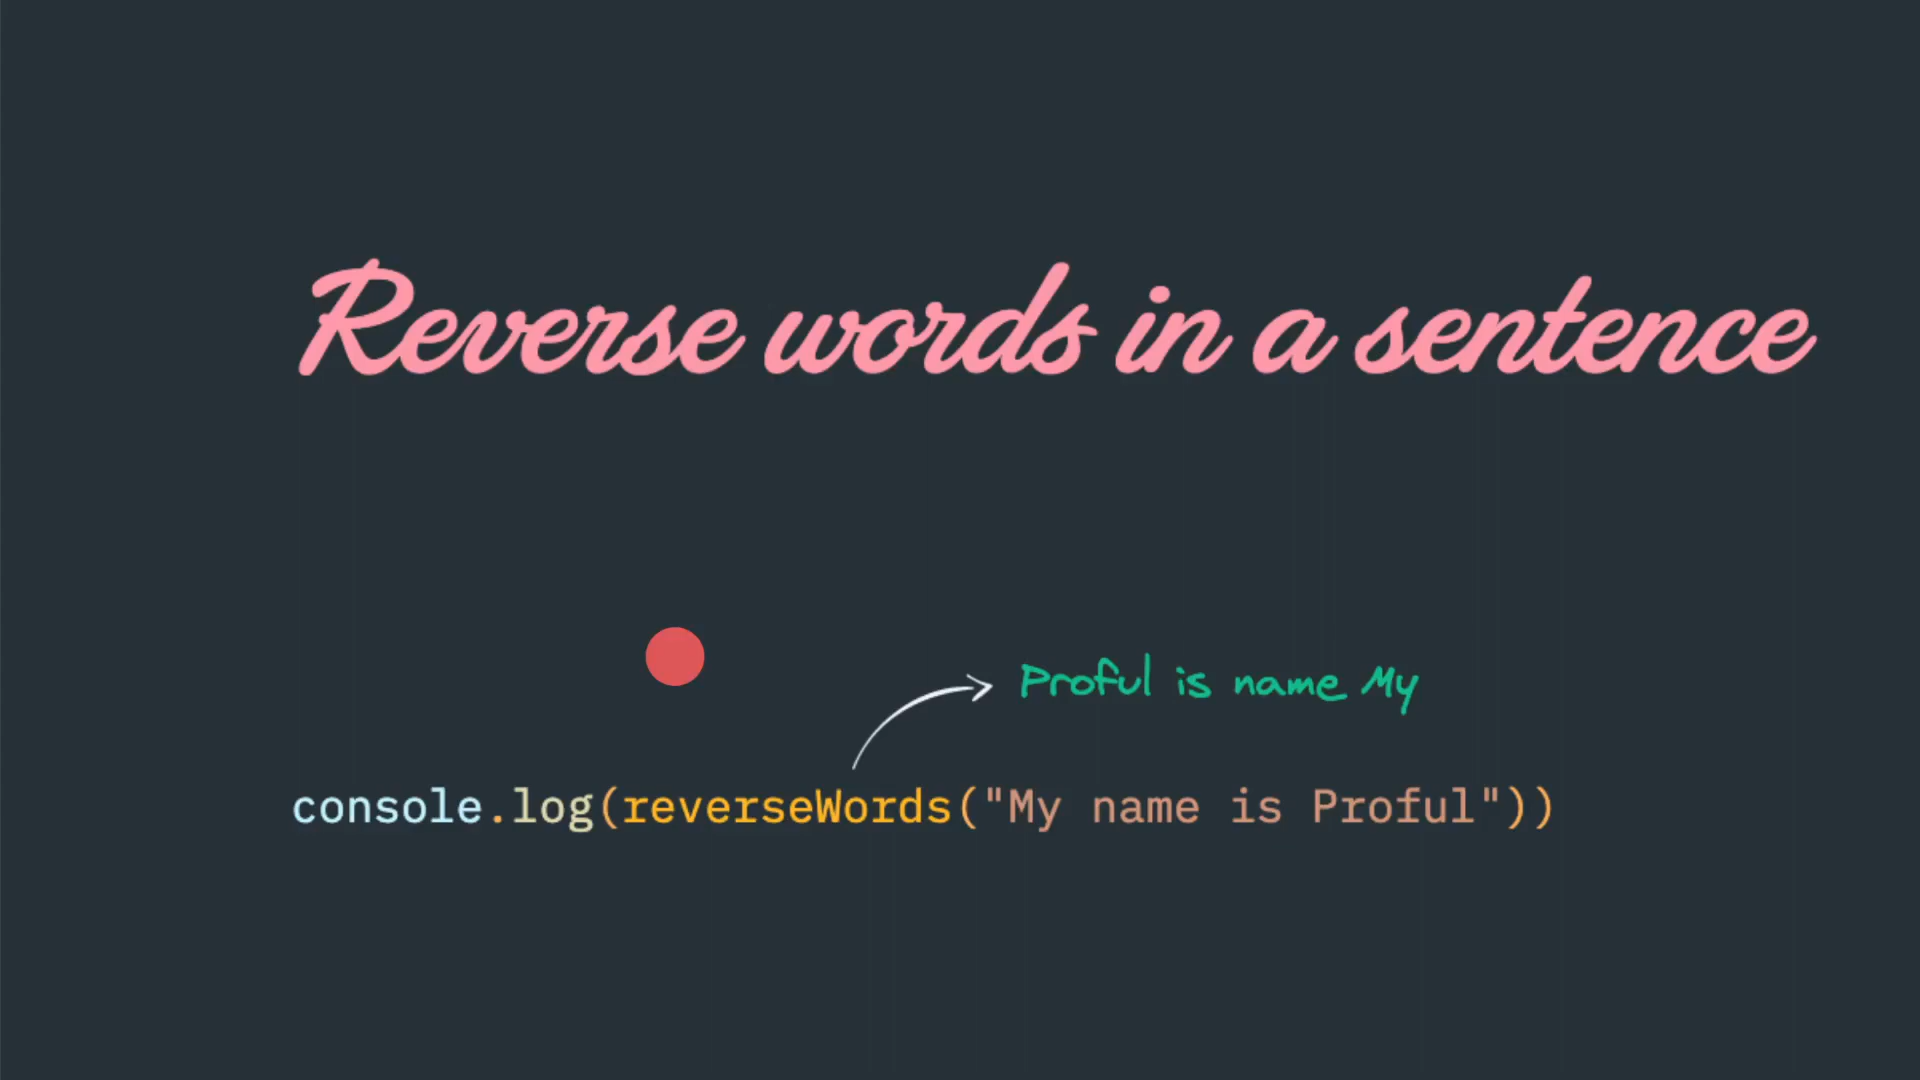 Reverse words in a sentence
Proful is name My
console.log(reverseWords("My name is Proful"))